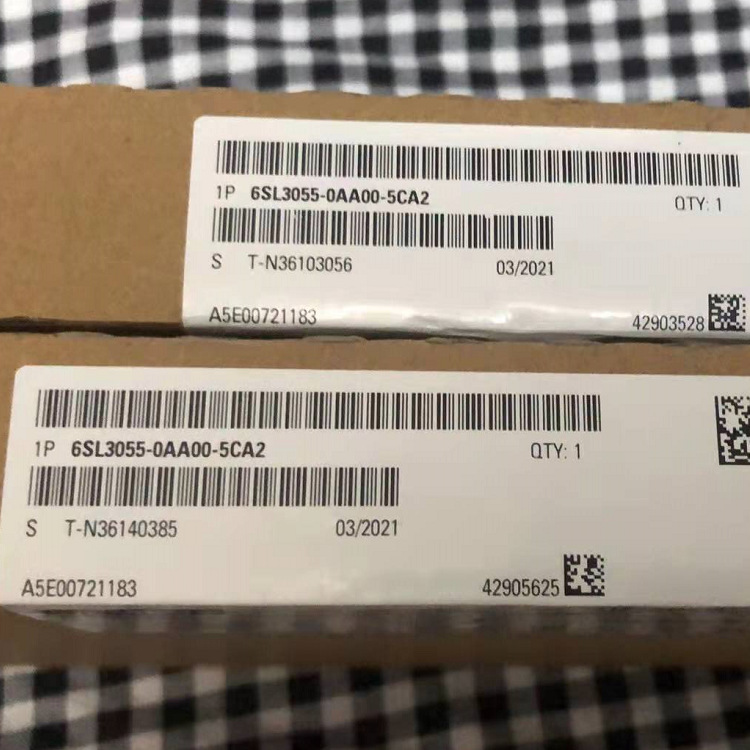 1P 6SL3055-0AA00-5CA2 QTY: 1
S T-N36103056 03/2021
A5E00721183 42903528
1P 6SL3055-0AA00-5CA2 QTY: 1
S T-N36140385 03/2021
A5E00721183 42905625